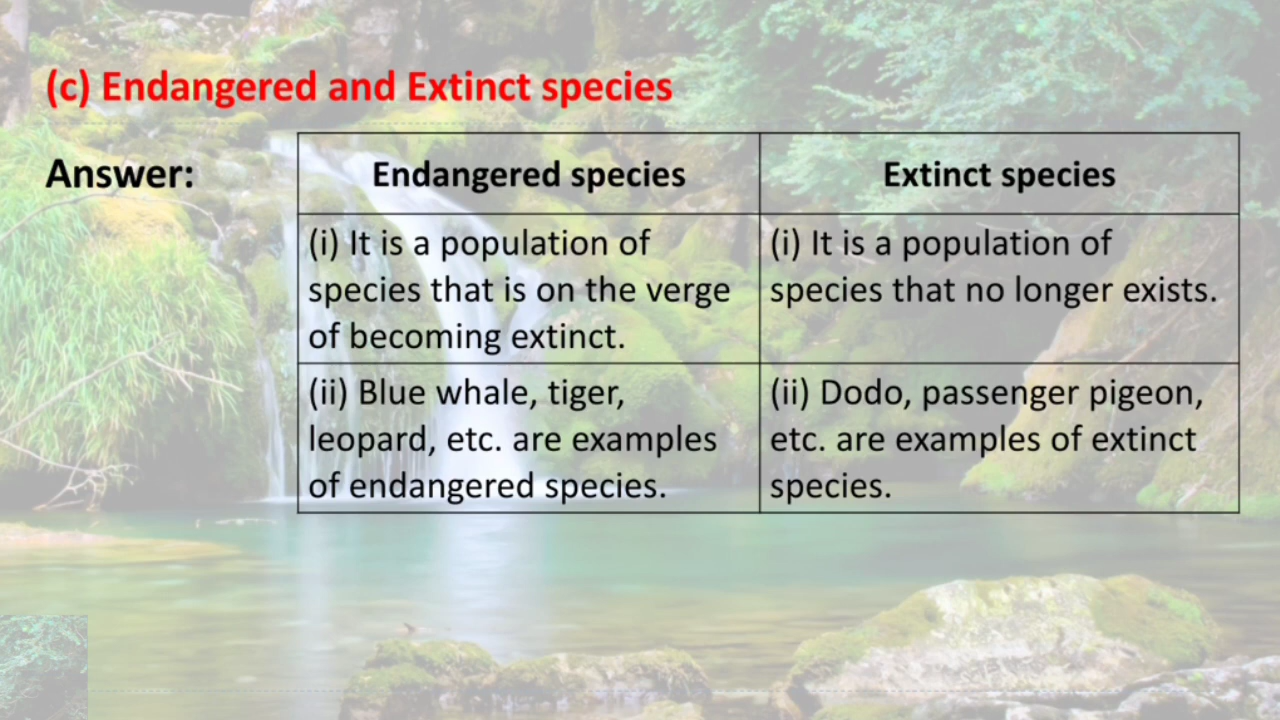 (c) Endangered and Extinct species
Answer:
Endangered species
Extinct species
(i) It is a population of
species that is on the verge
of becoming extinct.
(i) It is a population of
species that no longer exists.
(ii) Blue whale, tiger,
leopard, etc. are examples
of endangered species.
(ii) Dodo, passenger pigeon,
etc. are examples of extinct
species.